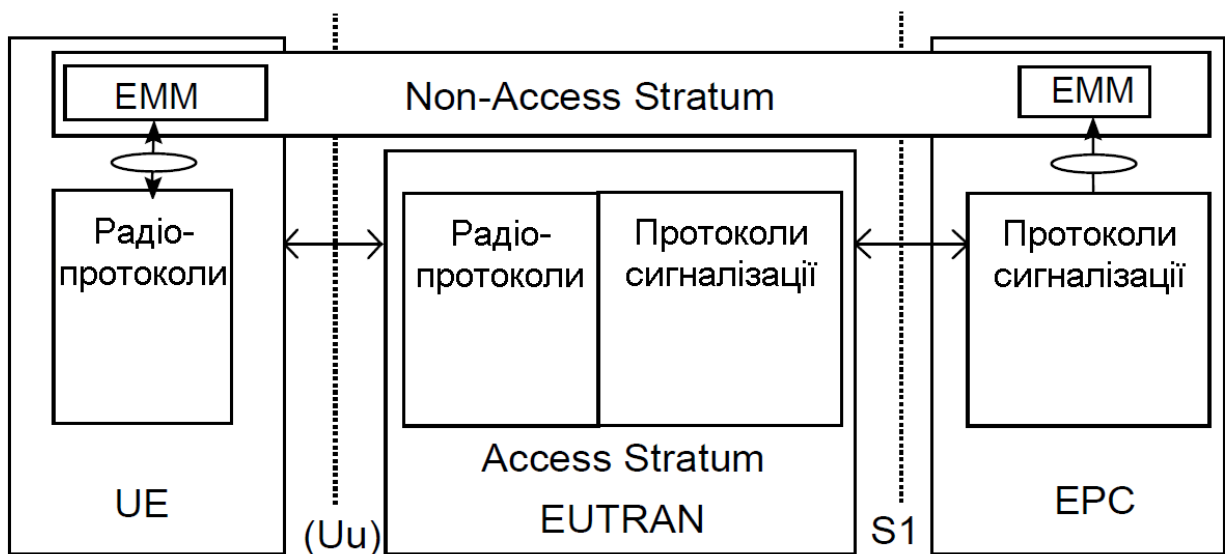 EMM
Non-Access Stratum
EMM
Радіо-
протоколи
Радіо-
протоколи
Протоколи
сигналізації
Протоколи
сигналізації
Access Stratum
UE
(Uu)
EUTRAN
S1
EPC